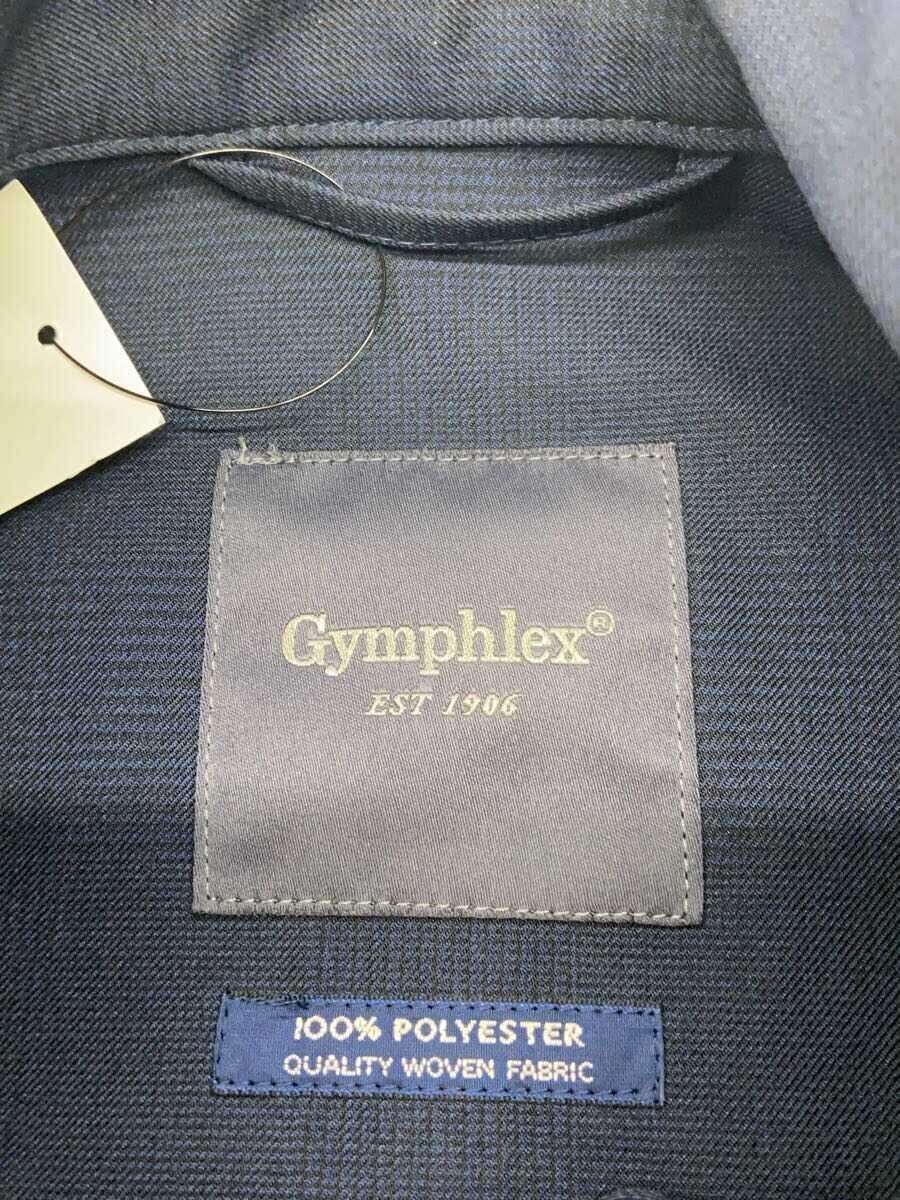 Gymphlex®
EST 1906
100% POLYESTER
QUALITY WOVEN FABRIC